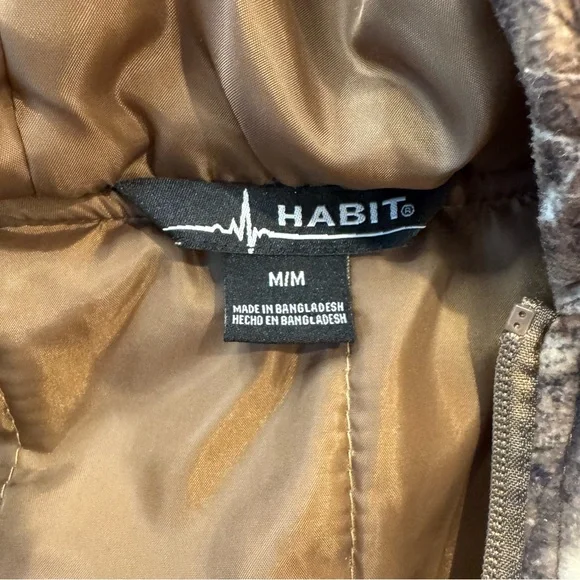 HABIT®
M/M
MADE IN BANGLADESH
HECHO EN BANGLADESH